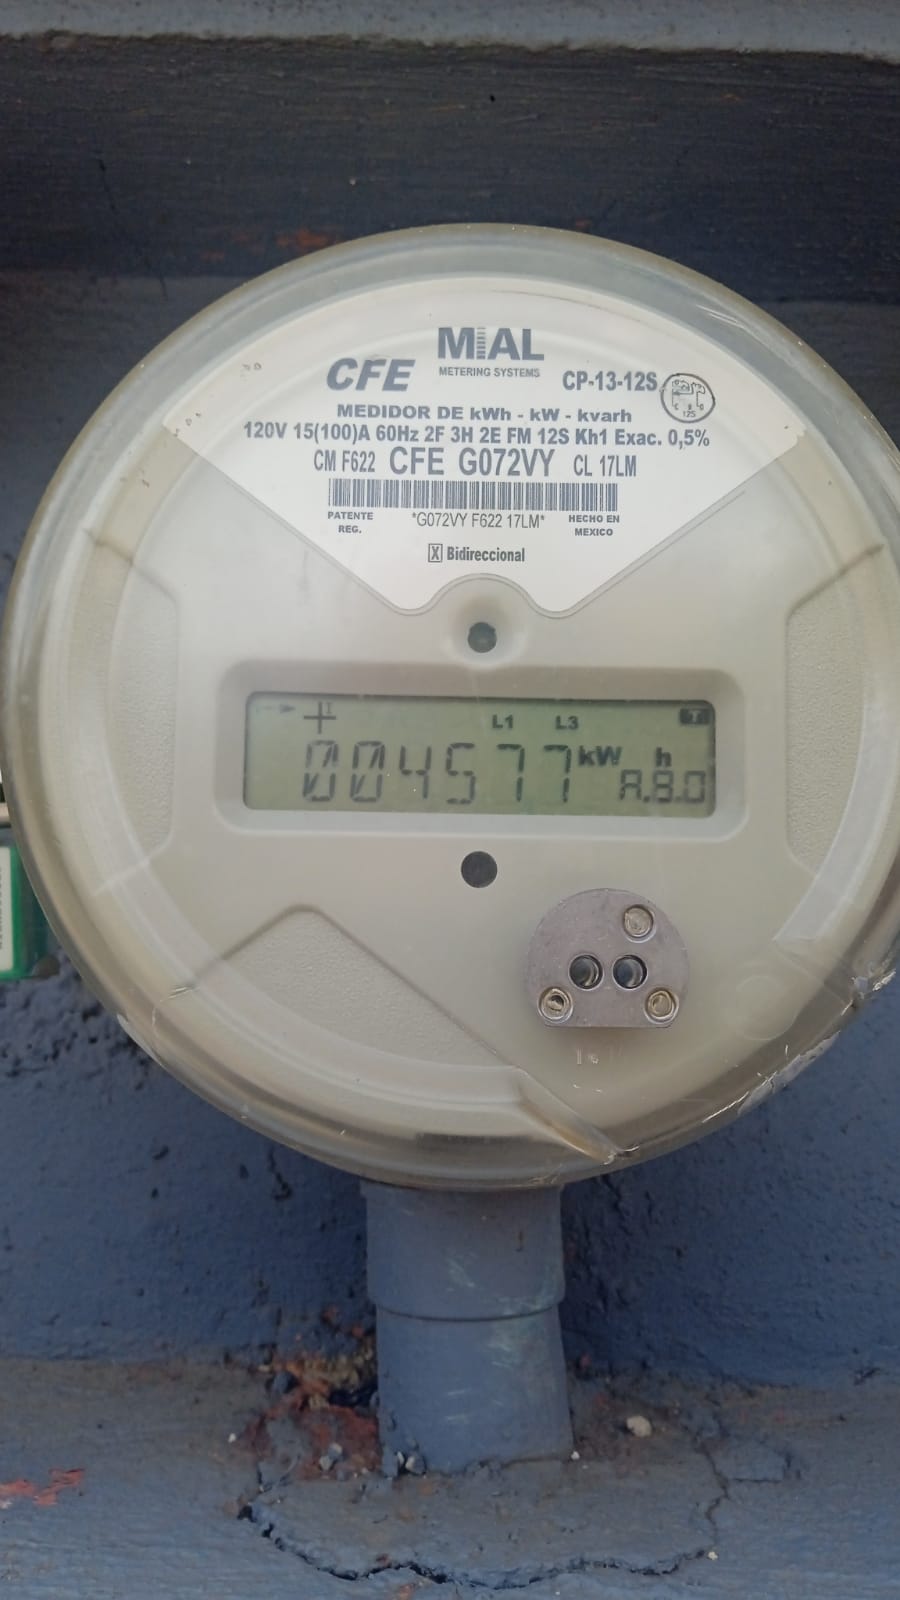 MIAL
CFE
METERING SYSTEMS
CP-13-12S
12S
MEDIDOR DE kWh - kW - kvarh
120V 15(100)A 60Hz 2F 3H 2E FM 12S Kh1 Exac. 0,5%
CM F622 CFE G072VY CL 17LM
PATENTE REG.
*G072VY F622 17LM*
HECHO EN MEXICO
X Bidireccional
L1 L3 T
004577 kW h
A.B.0